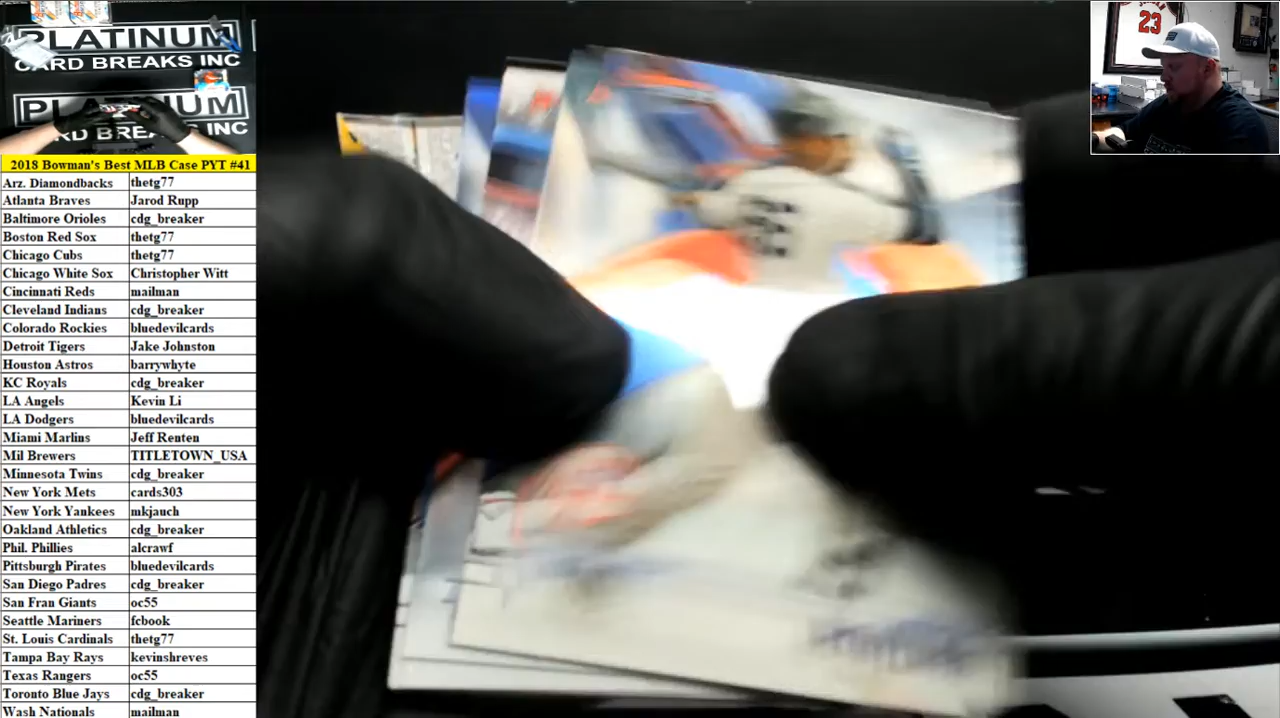 PLATINUM
CARD BREAKS INC
PLATINUM
CARD BREAKS INC
23
2018 Bowman's Best MLB Case PYT #41
Arz. Diamondbacks thetg77
Atlanta Braves Jarod Rupp
Baltimore Orioles cdg_breaker
Boston Red Sox thetg77
Chicago Cubs thetg77
Chicago White Sox Christopher Witt
Cincinnati Reds mailman
Cleveland Indians cdg_breaker
Colorado Rockies bluedevilcards
Detroit Tigers Jake Johnston
Houston Astros barrywhyte
KC Royals cdg_breaker
LA Angels Kevin Li
LA Dodgers bluedevilcards
Miami Marlins Jeff Renten
Mil Brewers TITLETOWN_USA
Minnesota Twins cdg_breaker
New York Mets cards303
New York Yankees mkjauch
Oakland Athletics cdg_breaker
Phil. Phillies alcrawf
Pittsburgh Pirates bluedevilcards
San Diego Padres cdg_breaker
San Fran Giants oc55
Seattle Mariners fcbook
St. Louis Cardinals thetg77
Tampa Bay Rays kevinshreves
Texas Rangers oc55
Toronto Blue Jays cdg_breaker
Wash Nationals mailman